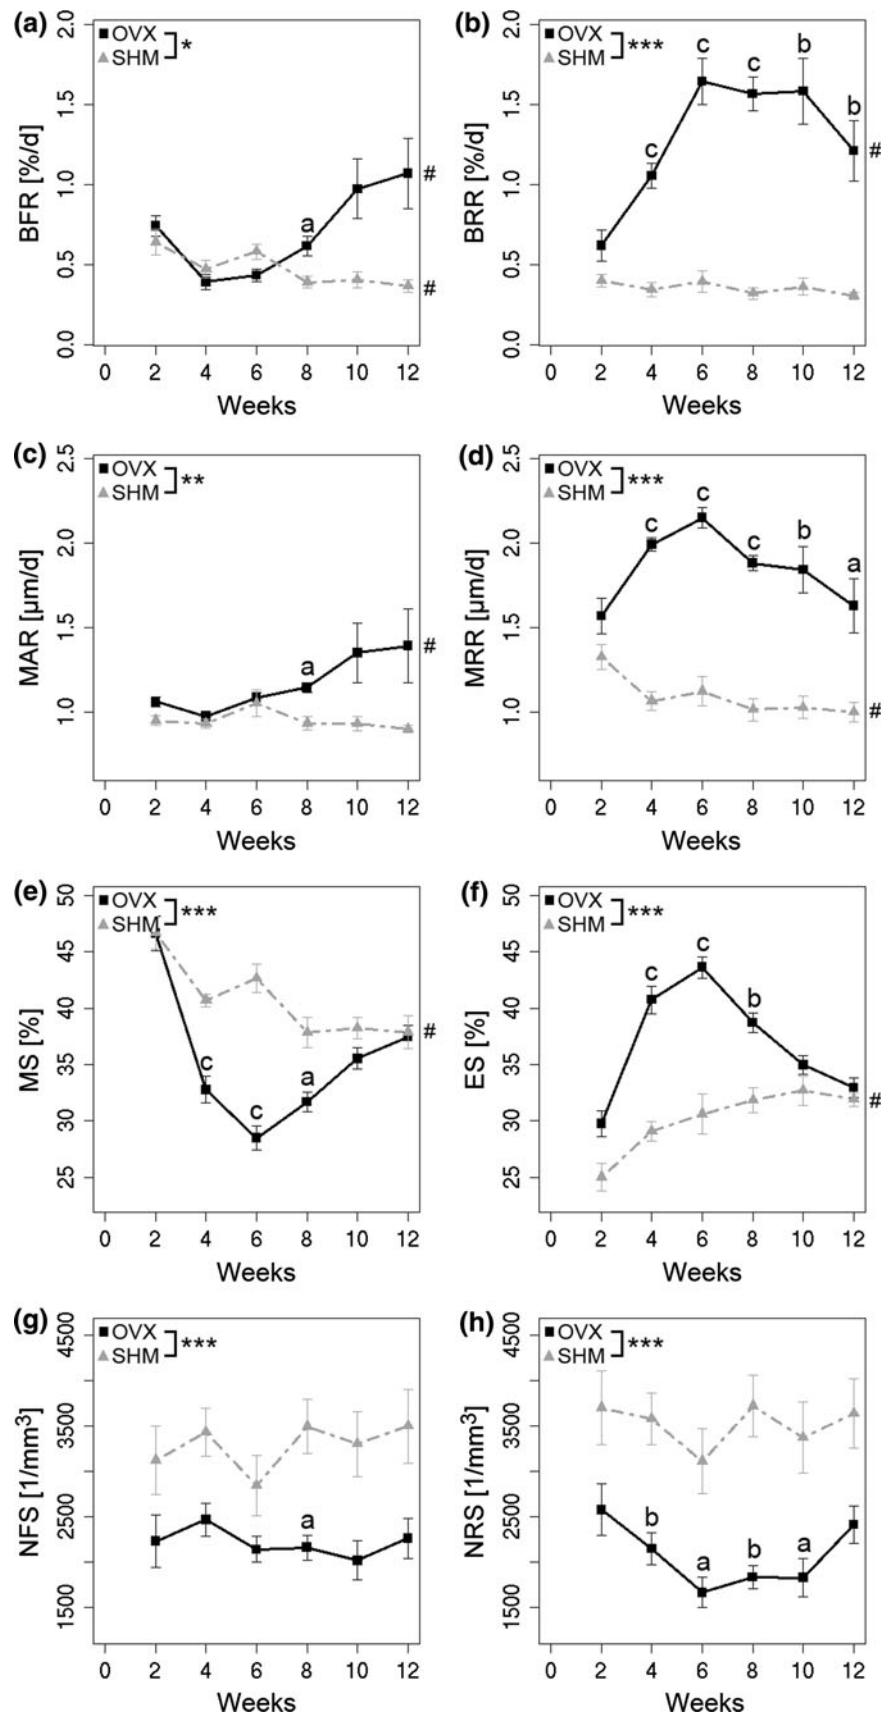 (a)
OVX
SHM
*
a
#
#
BFR [%/d]
2.0
1.5
1.0
0.5
0.0
0 2 4 6 8 10 12
Weeks
(b)
OVX
SHM
***
c
c
c
b
b
#
BRR [%/d]
2.0
1.5
1.0
0.5
0.0
0 2 4 6 8 10 12
Weeks
(c)
OVX
SHM
**
a
#
MAR [µm/d]
2.5
2.0
1.5
1.0
0 2 4 6 8 10 12
Weeks
(d)
OVX
SHM
***
c
c
c
b
a
#
MRR [µm/d]
2.5
2.0
1.5
1.0
0 2 4 6 8 10 12
Weeks
(e)
OVX
SHM
***
c
c
a
#
MS [%]
50
45
40
35
30
25
0 2 4 6 8 10 12
Weeks
(f)
OVX
SHM
***
c
c
b
#
ES [%]
50
45
40
35
30
25
0 2 4 6 8 10 12
Weeks
(g)
OVX
SHM
***
a
NFS [1/mm³]
4500
3500
2500
1500
0 2 4 6 8 10 12
Weeks
(h)
OVX
SHM
***
b
a
b
a
NRS [1/mm³]
4500
3500
2500
1500
0 2 4 6 8 10 12
Weeks